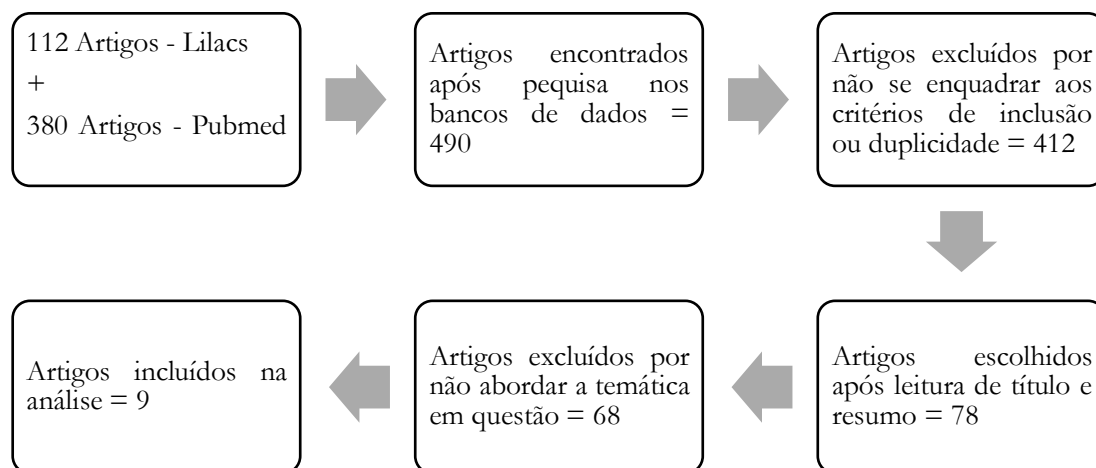 112 Artigos - Lilacs
+
380 Artigos - Pubmed
Artigos encontrados
após pequisa nos
bancos de dados =
490
Artigos excluídos por
não se enquadrar aos
critérios de inclusão
ou duplicidade = 412
Artigos escolhidos
após leitura de título e
resumo = 78
Artigos excluídos por
não abordar a temática
em questão = 68
Artigos incluídos na
análise = 9